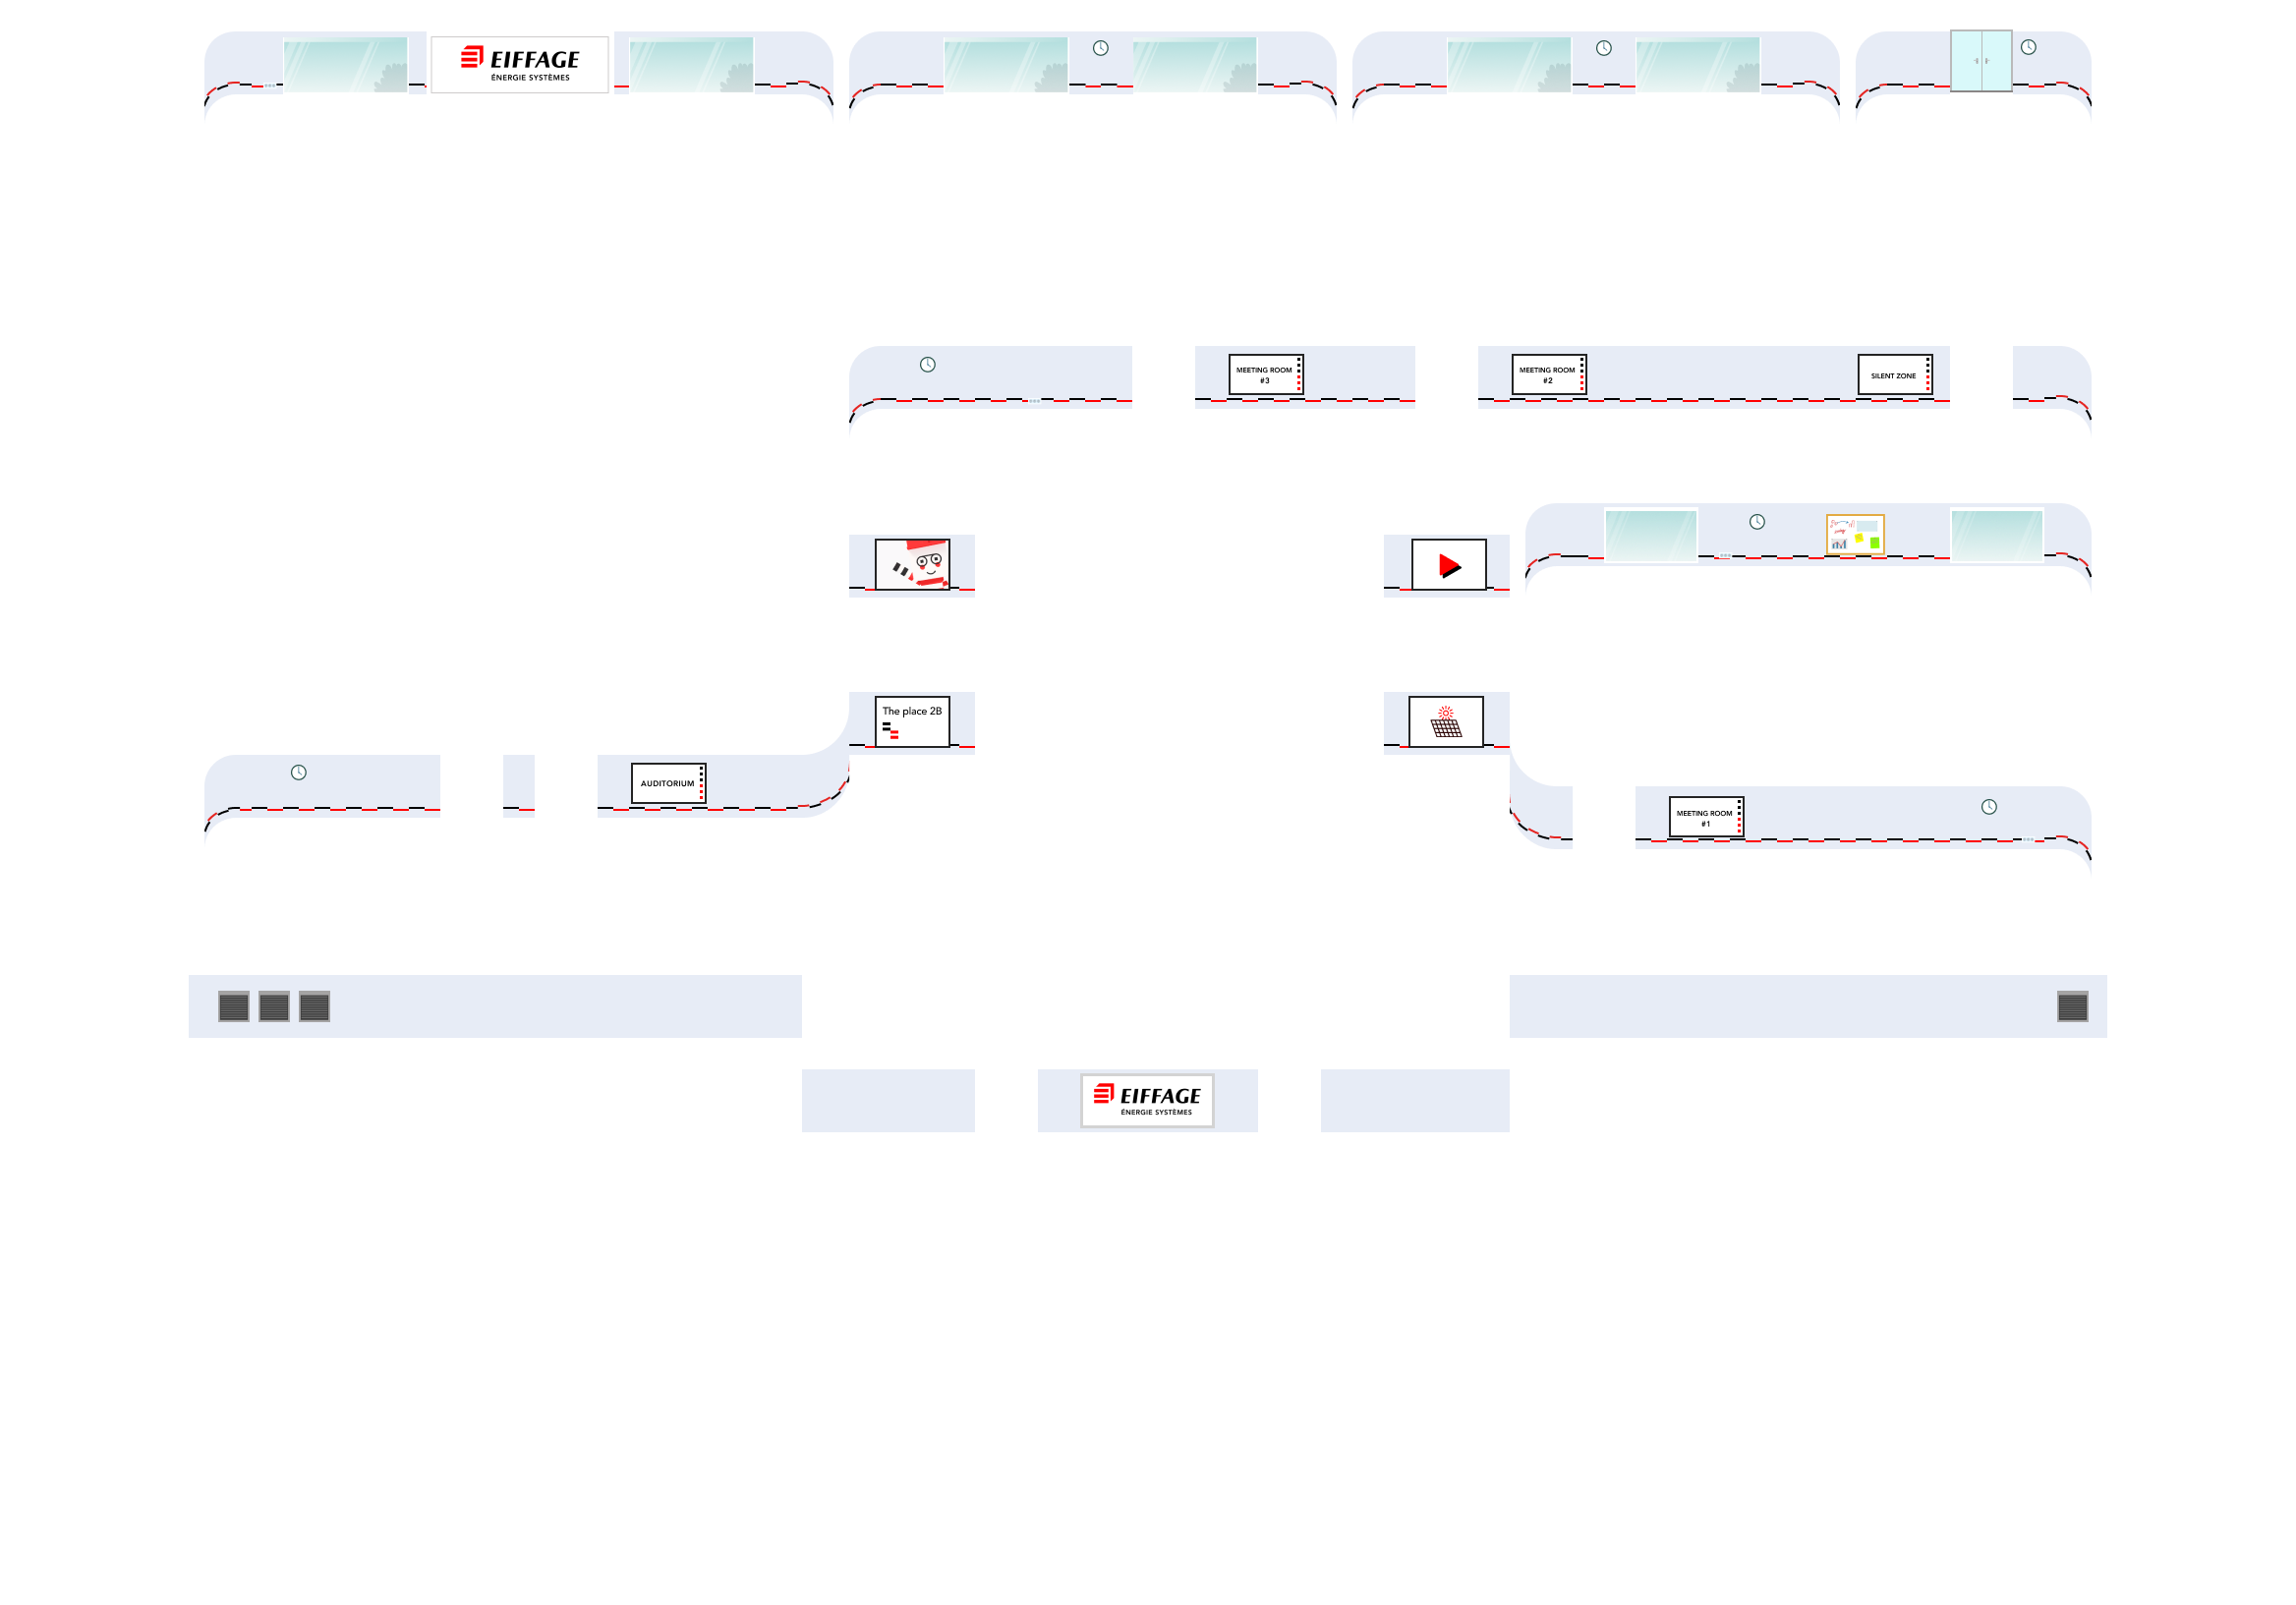 EIFFAGE
ÉNERGIE SYSTÈMES
MEETING ROOM
#3
MEETING ROOM
#2
SILENT ZONE
The place 2B
AUDITORIUM
MEETING ROOM
#1
EIFFAGE
ÉNERGIE SYSTÈMES